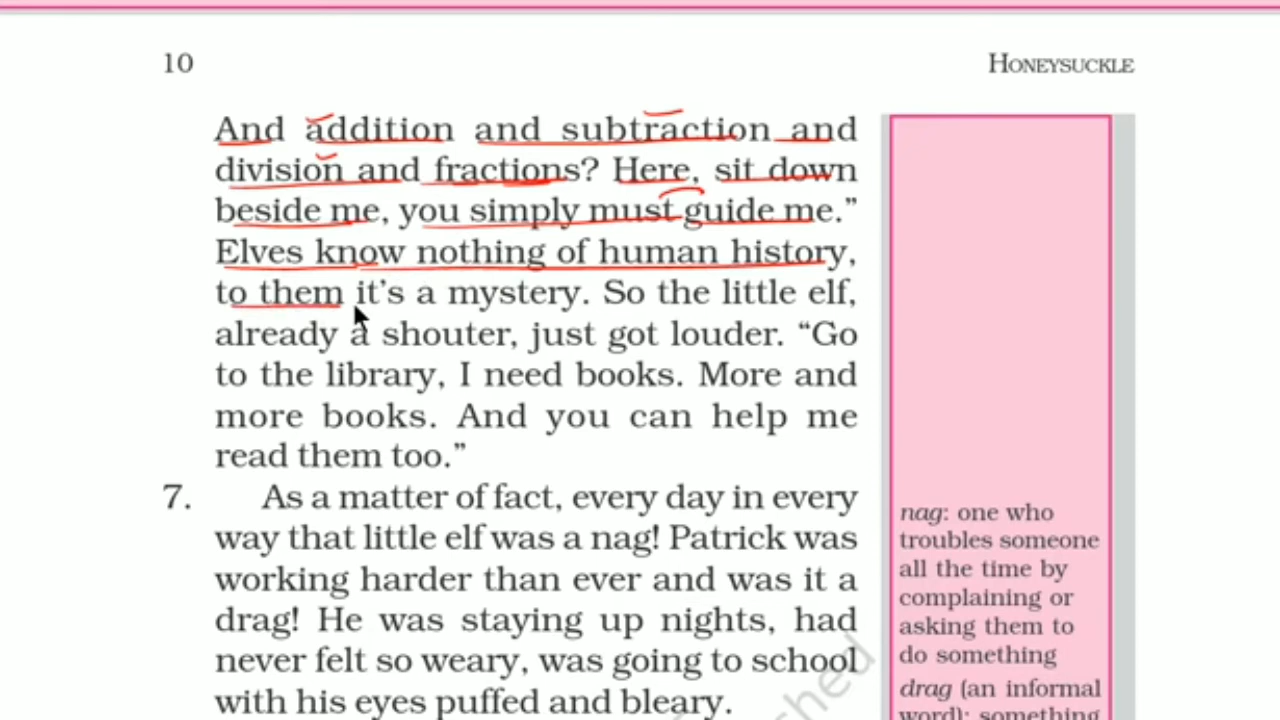 10
HONEYSUCKLE
And addition and subtraction and
division and fractions? Here, sit down
beside me, you simply must guide me.”
Elves know nothing of human history,
to them it’s a mystery. So the little elf,
already a shouter, just got louder. “Go
to the library, I need books. More and
more books. And you can help me
read them too.”
7. As a matter of fact, every day in every
way that little elf was a nag! Patrick was
working harder than ever and was it a
drag! He was staying up nights, had
never felt so weary, was going to school
with his eyes puffed and bleary.
nag: one who
troubles someone
all the time by
complaining or
asking them to
do something
drag (an informal
word): something